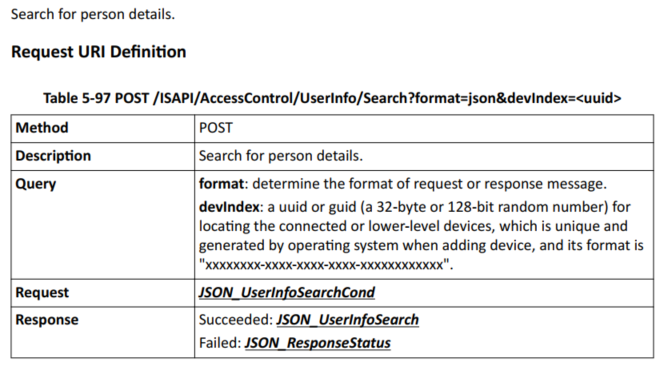 Search for person details.
Request URI Definition
Table 5-97 POST /ISAPI/AccessControl/UserInfo/Search?format=json&devIndex=<uuid>
Method POST
Description Search for person details.
Query format: determine the format of request or response message.
devIndex: a uuid or guid (a 32-byte or 128-bit random number) for
locating the connected or lower-level devices, which is unique and
generated by operating system when adding device, and its format is
"xxxxxxxx-xxxx-xxxx-xxxx-xxxxxxxxxxxx".
Request JSON_UserInfoSearchCond
Response Succeeded: JSON_UserInfoSearch
Failed: JSON_ResponseStatus